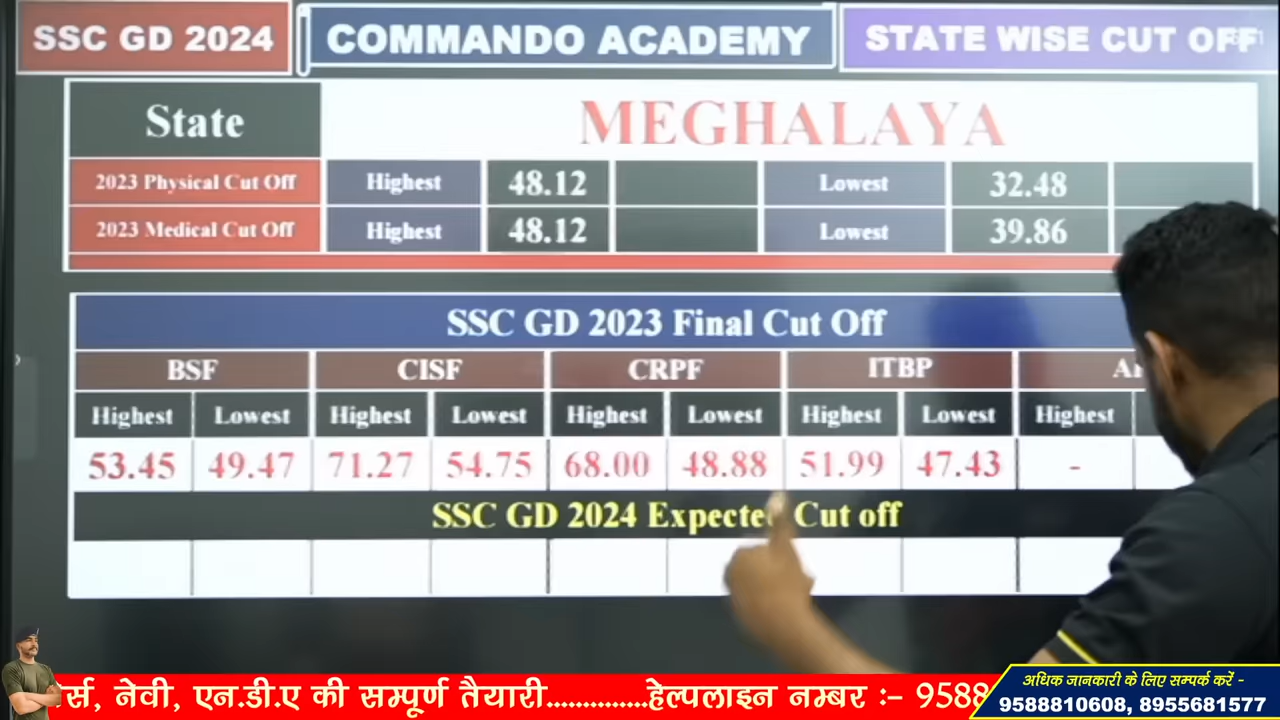 SSC GD 2024
COMMANDO ACADEMY
STATE WISE CUT OFF
State
MEGHALAYA
2023 Physical Cut Off Highest 48.12 Lowest 32.48
2023 Medical Cut Off Highest 48.12 Lowest 39.86
SSC GD 2023 Final Cut Off
BSF CISF CRPF ITBP
Highest Lowest Highest Lowest Highest Lowest Highest Lowest Highest
53.45 49.47 71.27 54.75 68.00 48.88 51.99 47.43 -
SSC GD 2024 Expected Cut off
नेवी, एन.डी.ए की सम्पूर्ण तैयारी..............हेल्पलाइन नम्बर :- 9588
अधिक जानकारी के लिए सम्पर्क करें -
9588810608, 8955681577